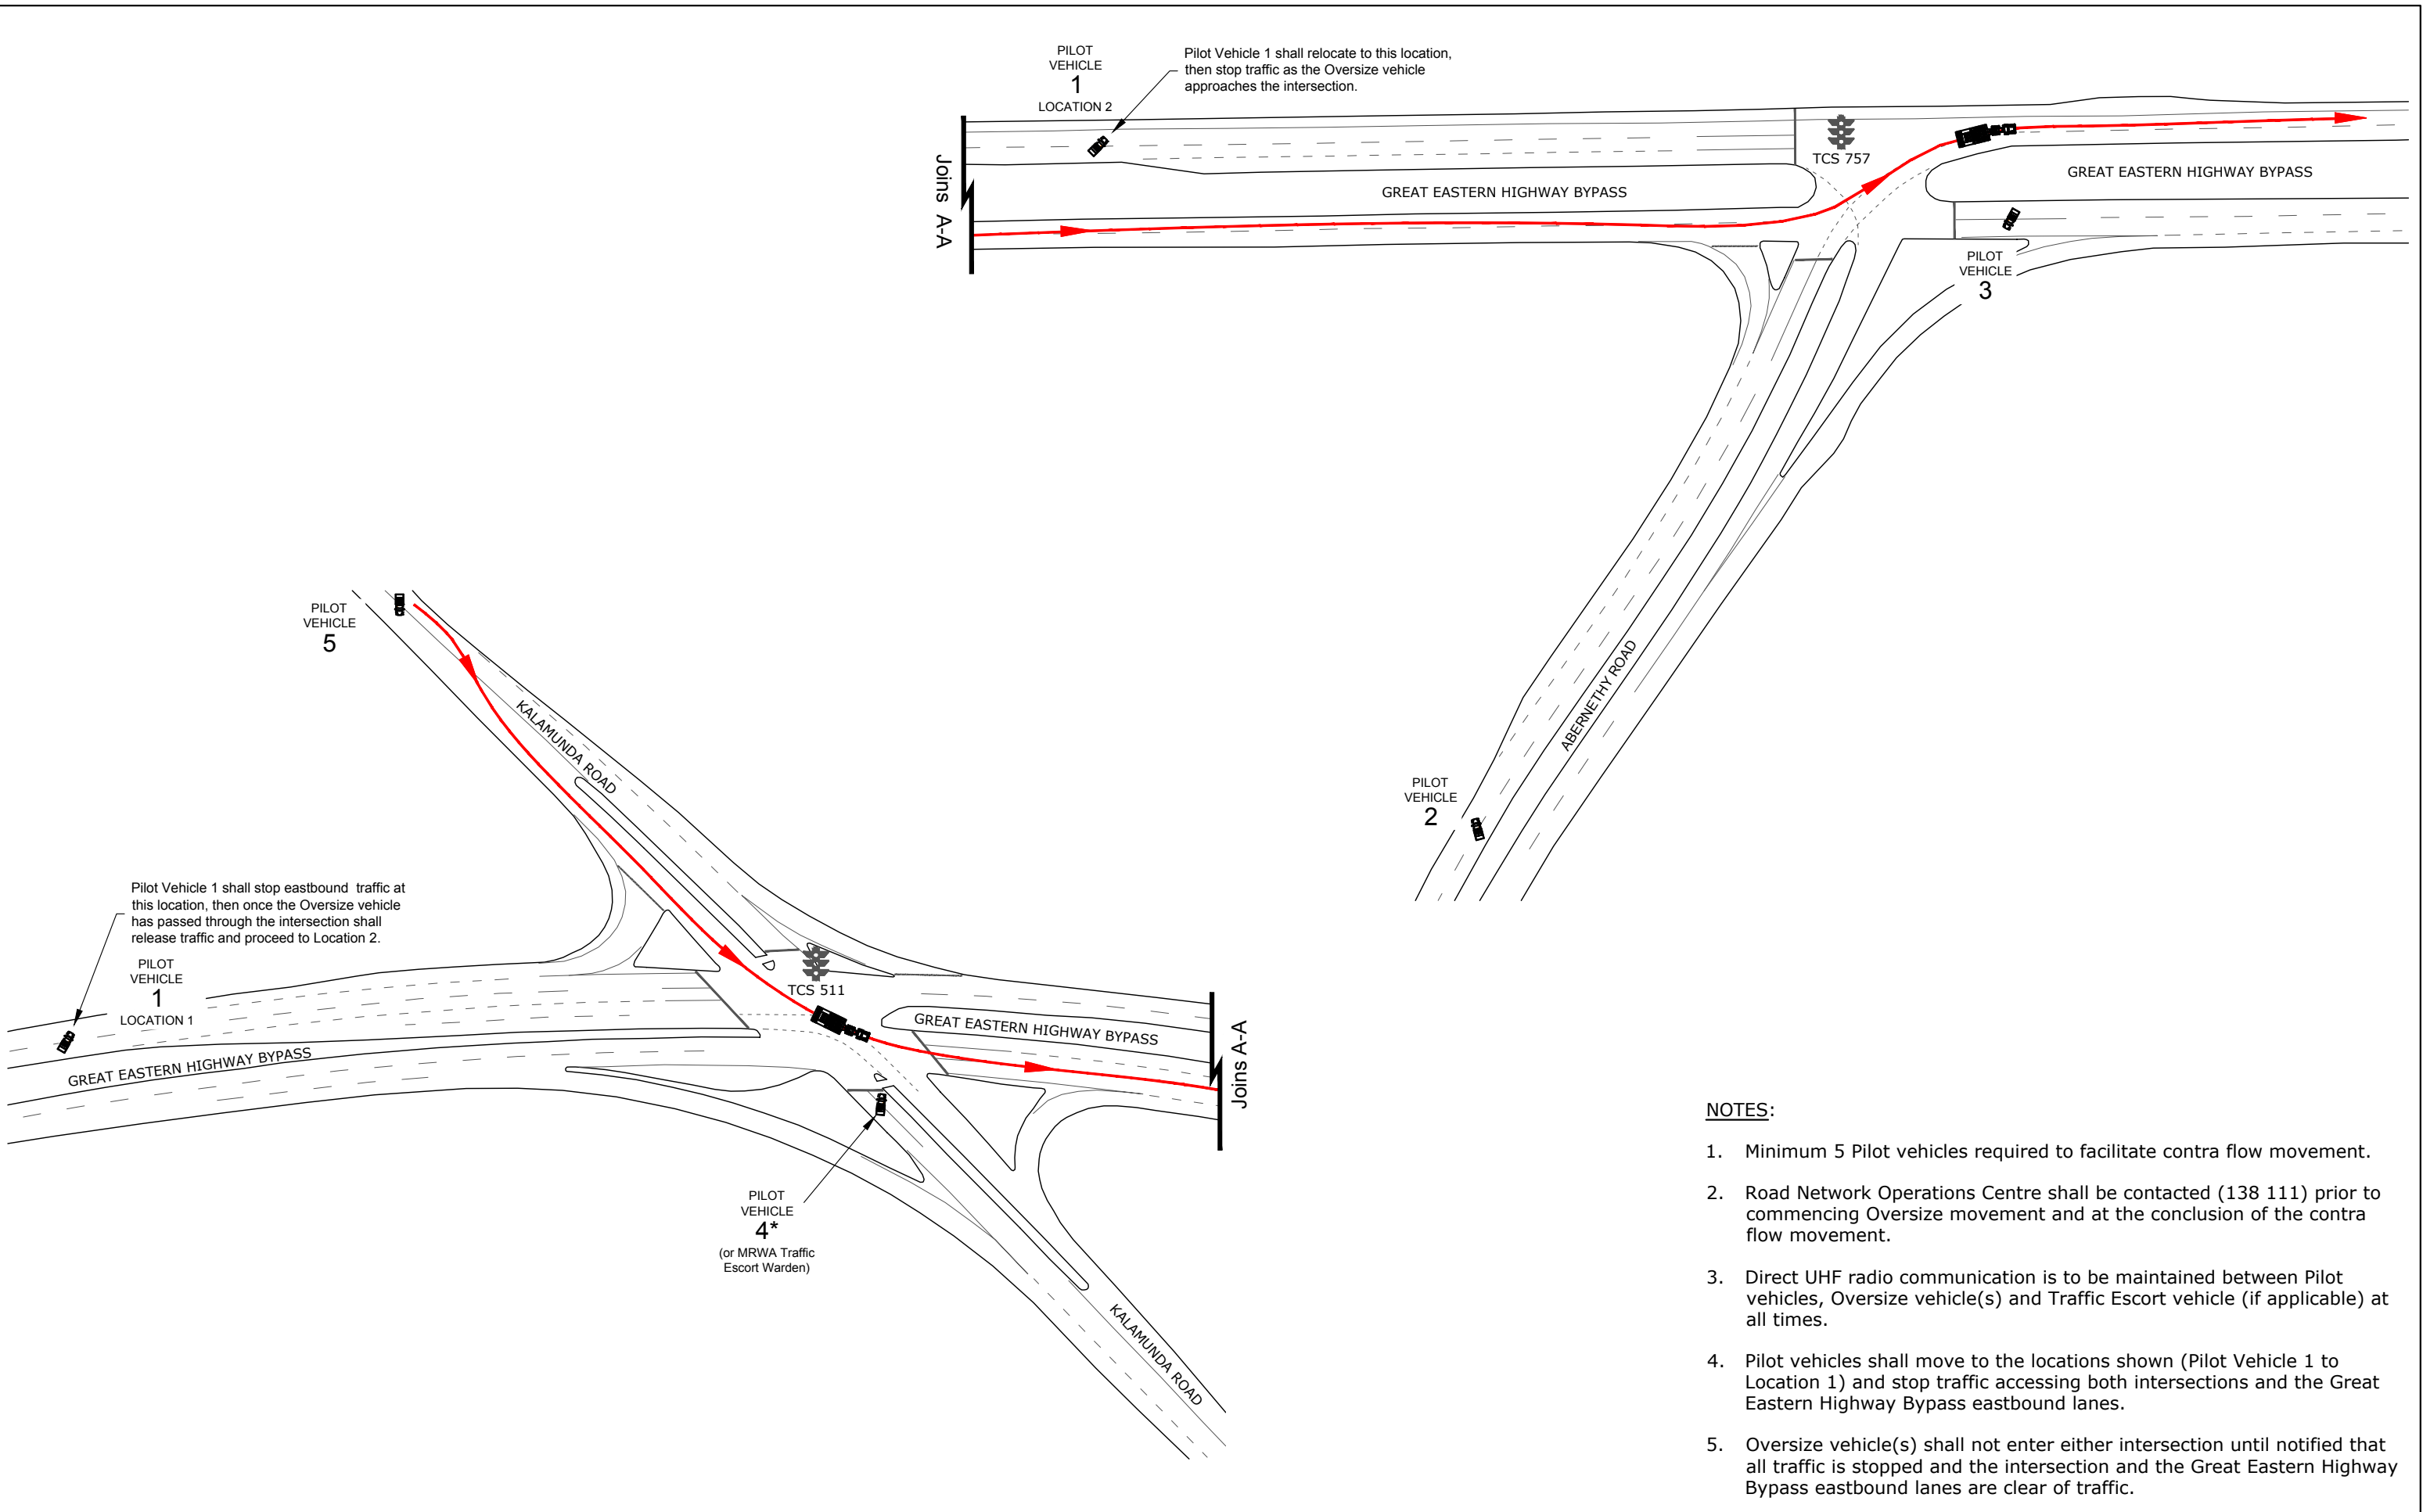 PILOT
VEHICLE
1
LOCATION 2
Pilot Vehicle 1 shall relocate to this location,
then stop traffic as the Oversize vehicle
approaches the intersection.
Joins A-A
TCS 757
GREAT EASTERN HIGHWAY BYPASS
GREAT EASTERN HIGHWAY BYPASS
PILOT
VEHICLE
3
ABERNETHY ROAD
PILOT
VEHICLE
2
PILOT
VEHICLE
5
KALAMUNDA ROAD
Pilot Vehicle 1 shall stop eastbound traffic at
this location, then once the Oversize vehicle
has passed through the intersection shall
release traffic and proceed to Location 2.
PILOT
VEHICLE
1
LOCATION 1
GREAT EASTERN HIGHWAY BYPASS
TCS 511
GREAT EASTERN HIGHWAY BYPASS
Joins A-A
PILOT
VEHICLE
4*
(or MRWA Traffic
Escort Warden)
KALAMUNDA ROAD
NOTES:
1. Minimum 5 Pilot vehicles required to facilitate contra flow movement.
2. Road Network Operations Centre shall be contacted (138 111) prior to
commencing Oversize movement and at the conclusion of the contra
flow movement.
3. Direct UHF radio communication is to be maintained between Pilot
vehicles, Oversize vehicle(s) and Traffic Escort vehicle (if applicable) at
all times.
4. Pilot vehicles shall move to the locations shown (Pilot Vehicle 1 to
Location 1) and stop traffic accessing both intersections and the Great
Eastern Highway Bypass eastbound lanes.
5. Oversize vehicle(s) shall not enter either intersection until notified that
all traffic is stopped and the intersection and the Great Eastern Highway
Bypass eastbound lanes are clear of traffic.